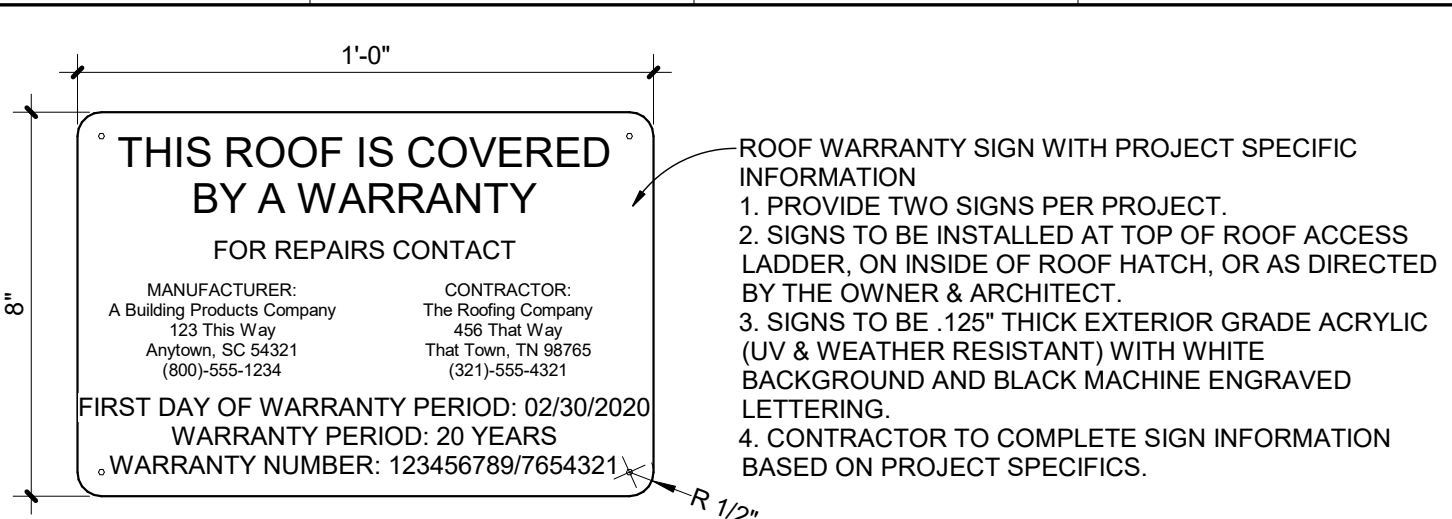 1'-0"
8"
THIS ROOF IS COVERED
BY A WARRANTY
FOR REPAIRS CONTACT
MANUFACTURER:
A Building Products Company
123 This Way
Anytown, SC 54321
(800)-555-1234
CONTRACTOR:
The Roofing Company
456 That Way
That Town, TN 98765
(321)-555-4321
FIRST DAY OF WARRANTY PERIOD: 02/30/2020
WARRANTY PERIOD: 20 YEARS
WARRANTY NUMBER: 123456789/7654321
R 1/2"
ROOF WARRANTY SIGN WITH PROJECT SPECIFIC
INFORMATION
1. PROVIDE TWO SIGNS PER PROJECT.
2. SIGNS TO BE INSTALLED AT TOP OF ROOF ACCESS
LADDER, ON INSIDE OF ROOF HATCH, OR AS DIRECTED
BY THE OWNER & ARCHITECT.
3. SIGNS TO BE .125" THICK EXTERIOR GRADE ACRYLIC
(UV & WEATHER RESISTANT) WITH WHITE
BACKGROUND AND BLACK MACHINE ENGRAVED
LETTERING.
4. CONTRACTOR TO COMPLETE SIGN INFORMATION
BASED ON PROJECT SPECIFICS.